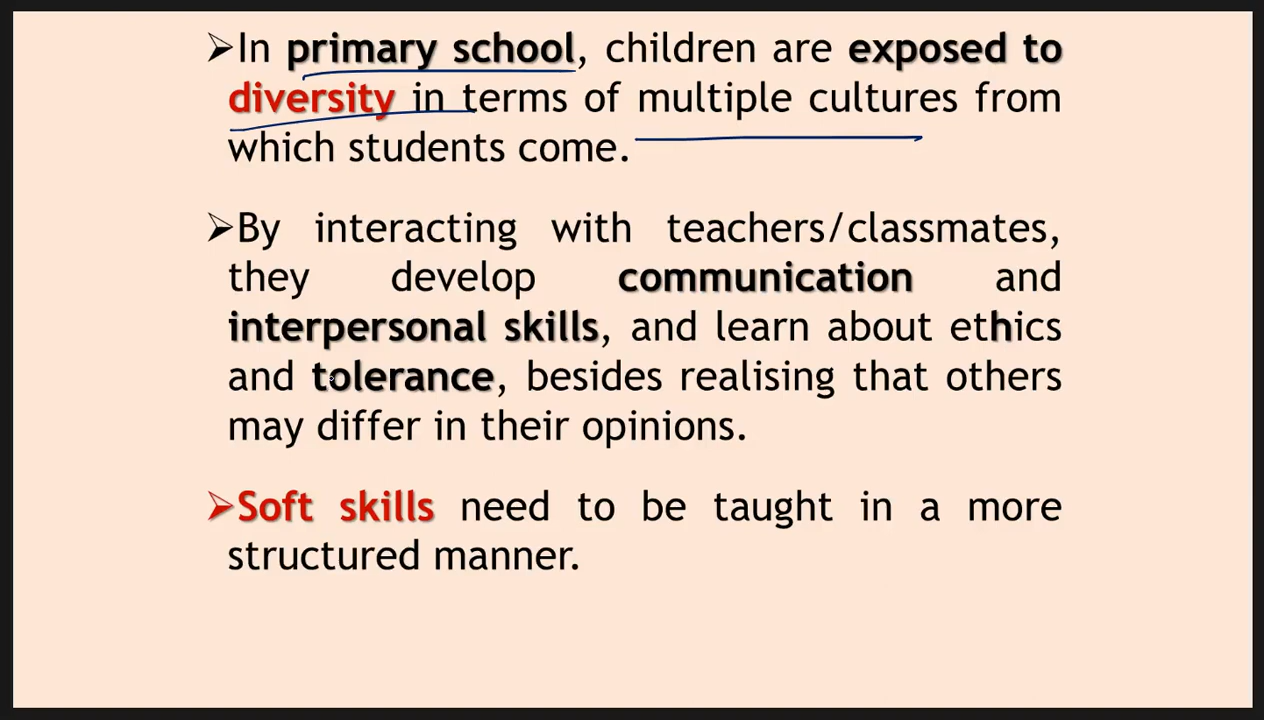 ➢In primary school, children are exposed to
diversity in terms of multiple cultures from
which students come.
➢By interacting with teachers/classmates,
they develop communication and
interpersonal skills, and learn about ethics
and tolerance, besides realising that others
may differ in their opinions.
➢Soft skills need to be taught in a more
structured manner.